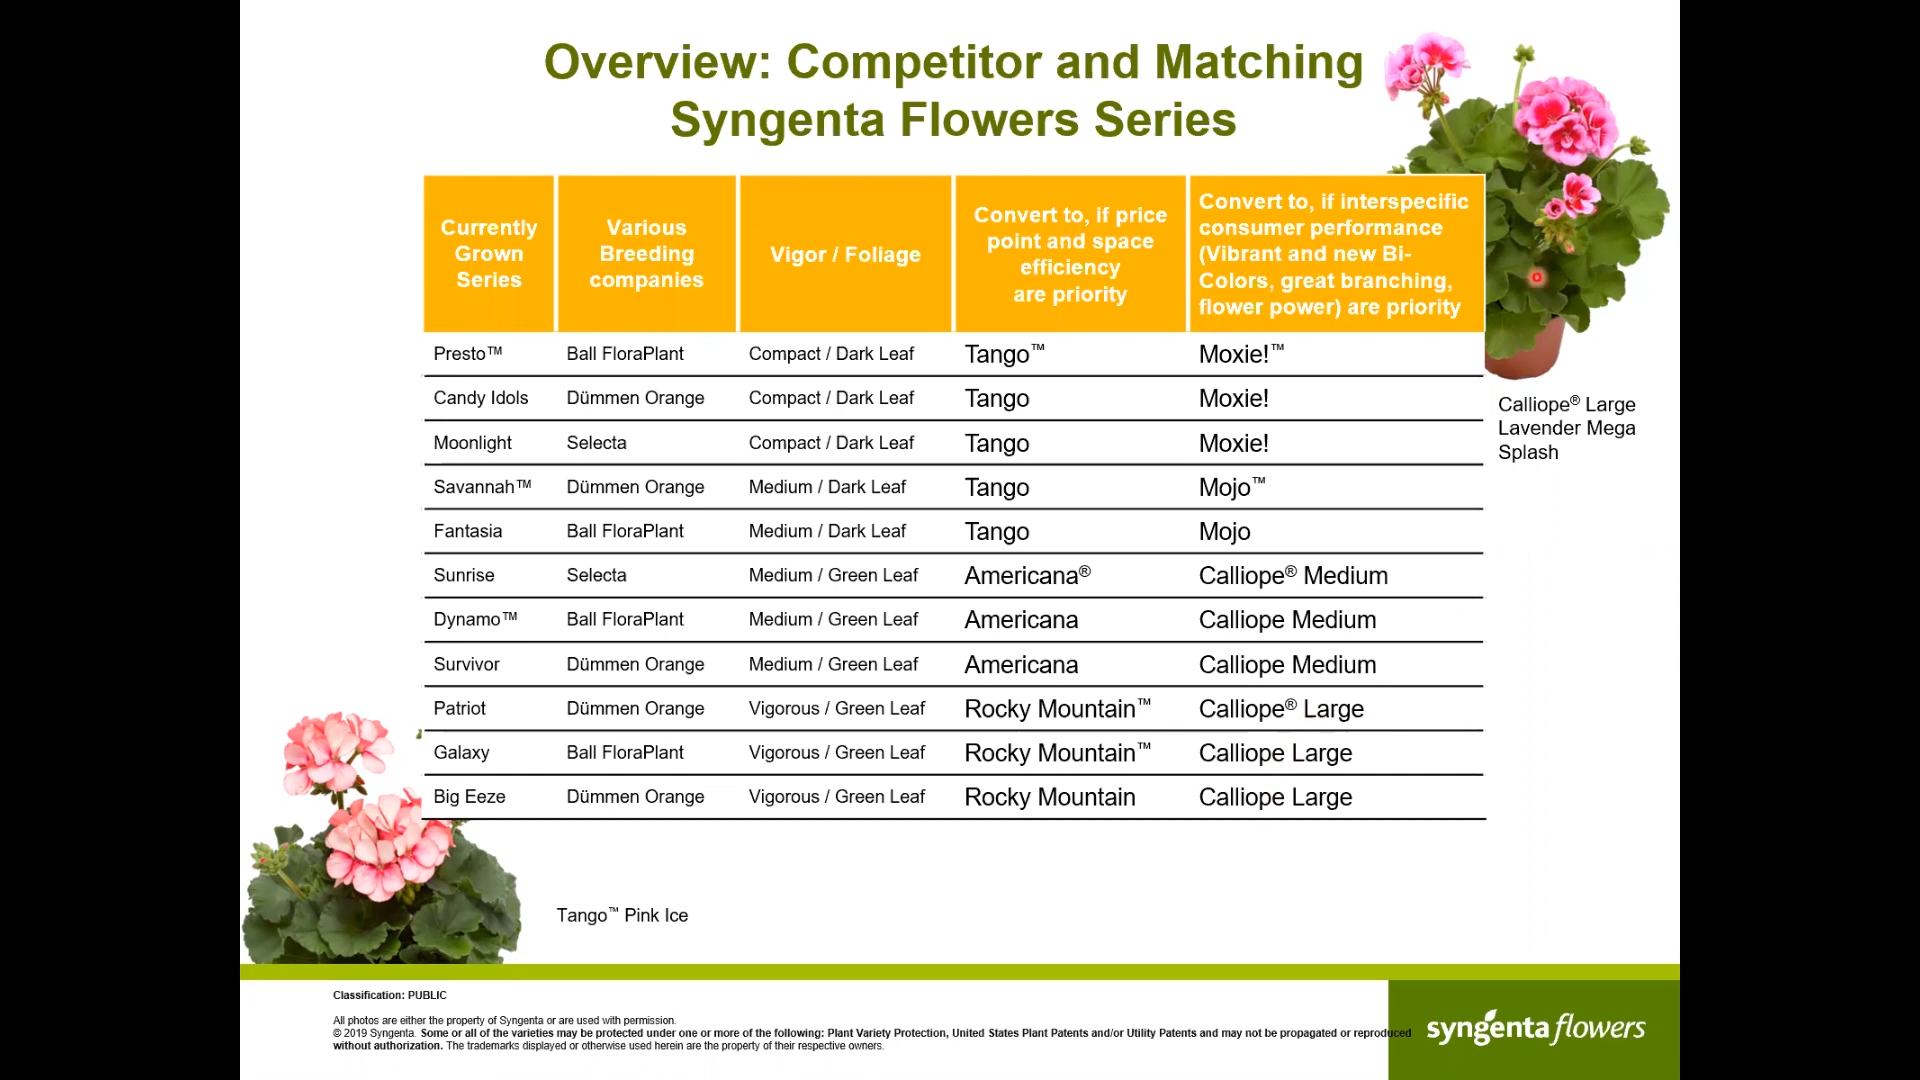 Overview: Competitor and Matching
Syngenta Flowers Series
Currently
Grown
Series
Various
Breeding
companies
Vigor / Foliage
Convert to, if price
point and space
efficiency
are priority
Convert to, if interspecific
consumer performance
(Vibrant and new Bi-
Colors, great branching,
flower power) are priority
Presto™ Ball FloraPlant Compact / Dark Leaf Tango™ Moxie!™
Candy Idols Dümmen Orange Compact / Dark Leaf Tango Moxie!
Moonlight Selecta Compact / Dark Leaf Tango Moxie!
Savannah™ Dümmen Orange Medium / Dark Leaf Tango Mojo™
Fantasia Ball FloraPlant Medium / Dark Leaf Tango Mojo
Sunrise Selecta Medium / Green Leaf Americana® Calliope® Medium
Dynamo™ Ball FloraPlant Medium / Green Leaf Americana Calliope Medium
Survivor Dümmen Orange Medium / Green Leaf Americana Calliope Medium
Patriot Dümmen Orange Vigorous / Green Leaf Rocky Mountain™ Calliope® Large
Galaxy Ball FloraPlant Vigorous / Green Leaf Rocky Mountain™ Calliope Large
Big Eeze Dümmen Orange Vigorous / Green Leaf Rocky Mountain Calliope Large
Calliope® Large
Lavender Mega
Splash
Tango™ Pink Ice
Classification: PUBLIC
All photos are either the property of Syngenta or are used with permission.
© 2019 Syngenta. Some or all of the varieties may be protected under one or more of the following: Plant Variety Protection, United States Plant Patents and/or Utility Patents and may not be propagated or reproduced
without authorization. The trademarks displayed or otherwise used herein are the property of their respective owners.
syngenta flowers